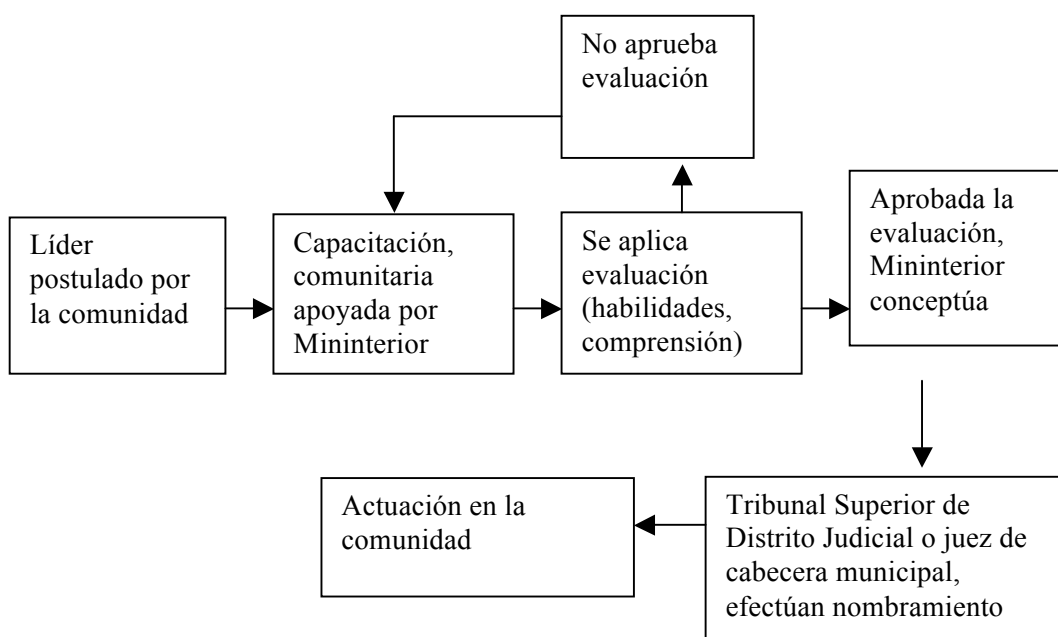 Líder
postulado por
la comunidad
Capacitación,
comunitaria
apoyada por
Mininterior
Se aplica
evaluación
(habilidades,
comprensión)
No aprueba
evaluación
Aprobada la
evaluación,
Mininterior
conceptúa
Tribunal Superior de
Distrito Judicial o juez de
cabecera municipal,
efectúan nombramiento
Actuación en la
comunidad